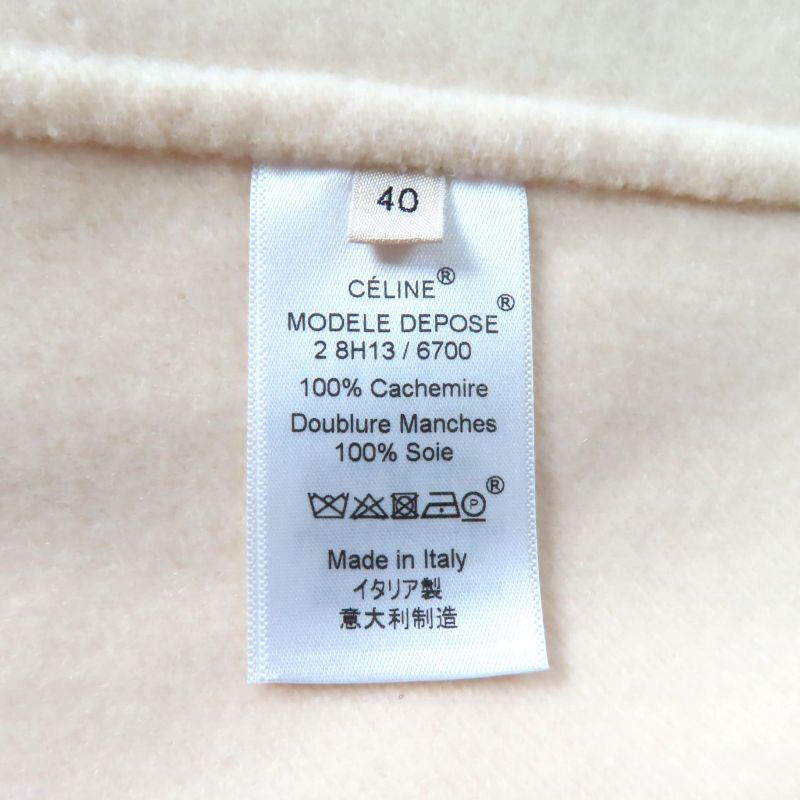 40
CÉLINE®
MODELE DEPOSE®
2 8H13 / 6700
100% Cachemire
Doublure Manches
100% Soie
P ®
Made in Italy
イタリア製
意大利制造